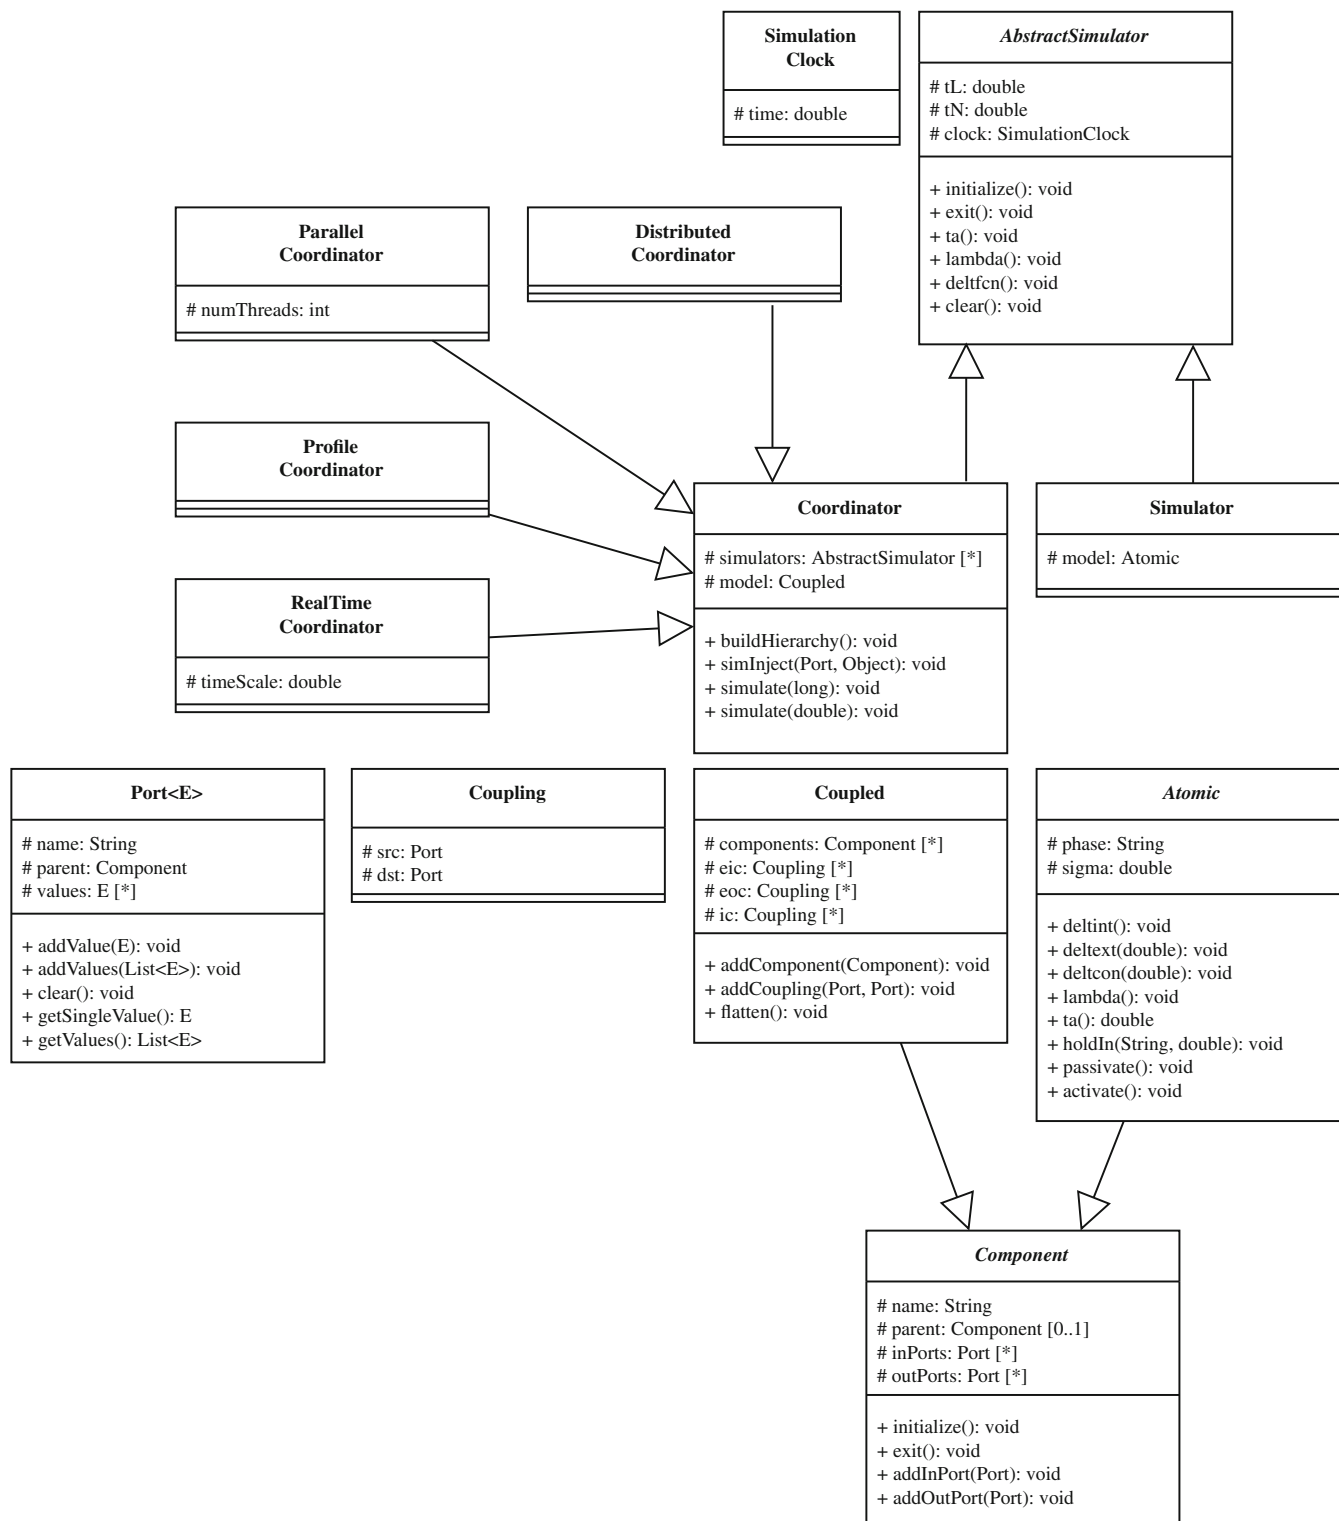 Simulation
Clock
# time: double
AbstractSimulator
# tL: double
# tN: double
# clock: SimulationClock
+ initialize(): void
+ exit(): void
+ ta(): void
+ lambda(): void
+ deltfcn(): void
+ clear(): void
Parallel
Coordinator
# numThreads: int
Distributed
Coordinator
Profile
Coordinator
RealTime
Coordinator
# timeScale: double
Coordinator
# simulators: AbstractSimulator [*]
# model: Coupled
+ buildHierarchy(): void
+ simInject(Port, Object): void
+ simulate(long): void
+ simulate(double): void
Simulator
# model: Atomic
Port<E>
# name: String
# parent: Component
# values: E [*]
+ addValue(E): void
+ addValues(List<E>): void
+ clear(): void
+ getSingleValue(): E
+ getValues(): List<E>
Coupling
# src: Port
# dst: Port
Coupled
# components: Component [*]
# eic: Coupling [*]
# eoc: Coupling [*]
# ic: Coupling [*]
+ addComponent(Component): void
+ addCoupling(Port, Port): void
+ flatten(): void
Atomic
# phase: String
# sigma: double
+ deltint(): void
+ deltext(double): void
+ deltcon(double): void
+ lambda(): void
+ ta(): double
+ holdIn(String, double): void
+ passivate(): void
+ activate(): void
Component
# name: String
# parent: Component [0..1]
# inPorts: Port [*]
# outPorts: Port [*]
+ initialize(): void
+ exit(): void
+ addInPort(Port): void
+ addOutPort(Port): void